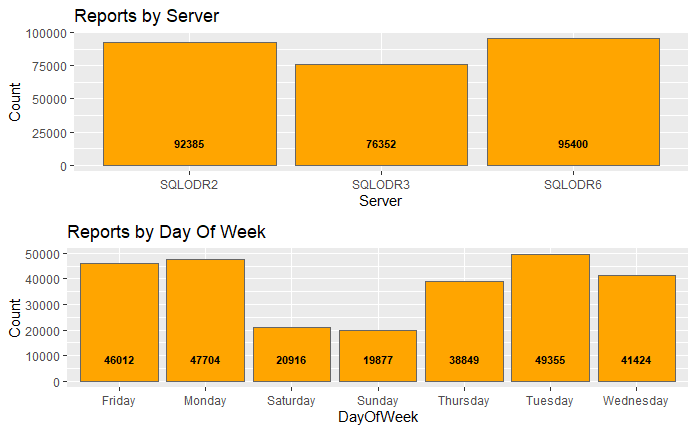 Reports by Server
100000
75000
50000
25000
0
Count
92385 76352 95400
SQLODR2 SQLODR3 SQLODR6
Server
Reports by Day Of Week
50000
40000
30000
20000
10000
0
Count
46012 47704 20916 19877 38849 49355 41424
Friday Monday Saturday Sunday Thursday Tuesday Wednesday
DayOfWeek